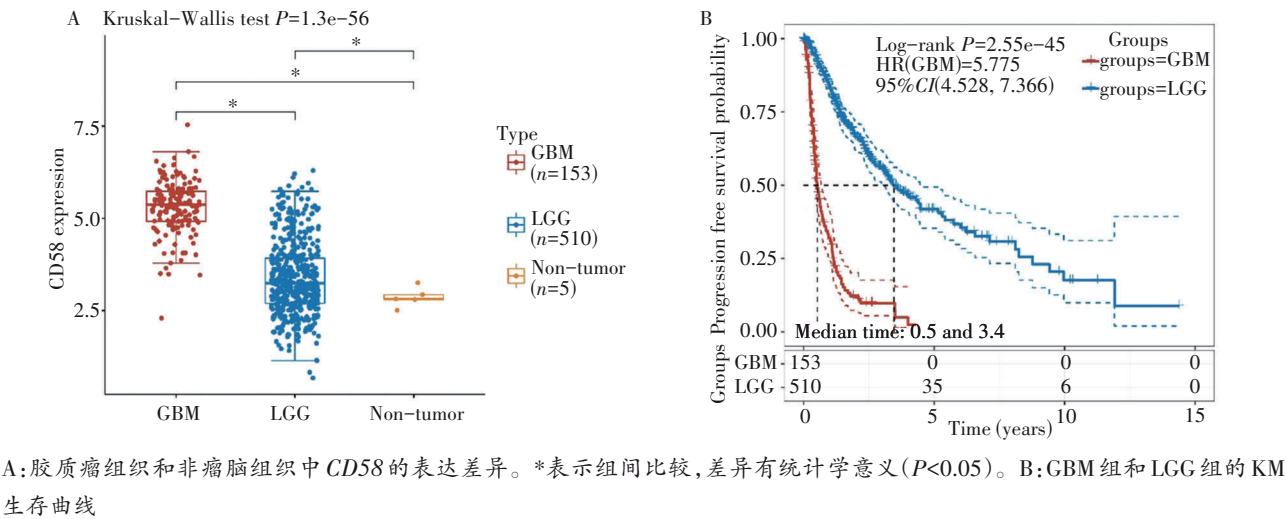 A Kruskal-Wallis test P=1.3e-56
*
*
*
7.5
5.0
2.5
CD58 expression
GBM LGG Non-tumor
Type
GBM
(n=153)
LGG
(n=510)
Non-tumor
(n=5)
B
Log-rank P=2.55e-45
HR(GBM)=5.775
95%CI(4.528, 7.366)
Groups
groups=GBM
groups=LGG
1.00
0.75
0.50
0.25
0.00
Progression free survival probability
Median time: 0.5 and 3.4
Groups
GBM 153 0 0 0
LGG 510 35 6 0
0 5 10 15
Time (years)
A:胶质瘤组织和非瘤脑组织中CD58的表达差异。*表示组间比较,差异有统计学意义(P<0.05)。B:GBM组和LGG组的KM
生存曲线